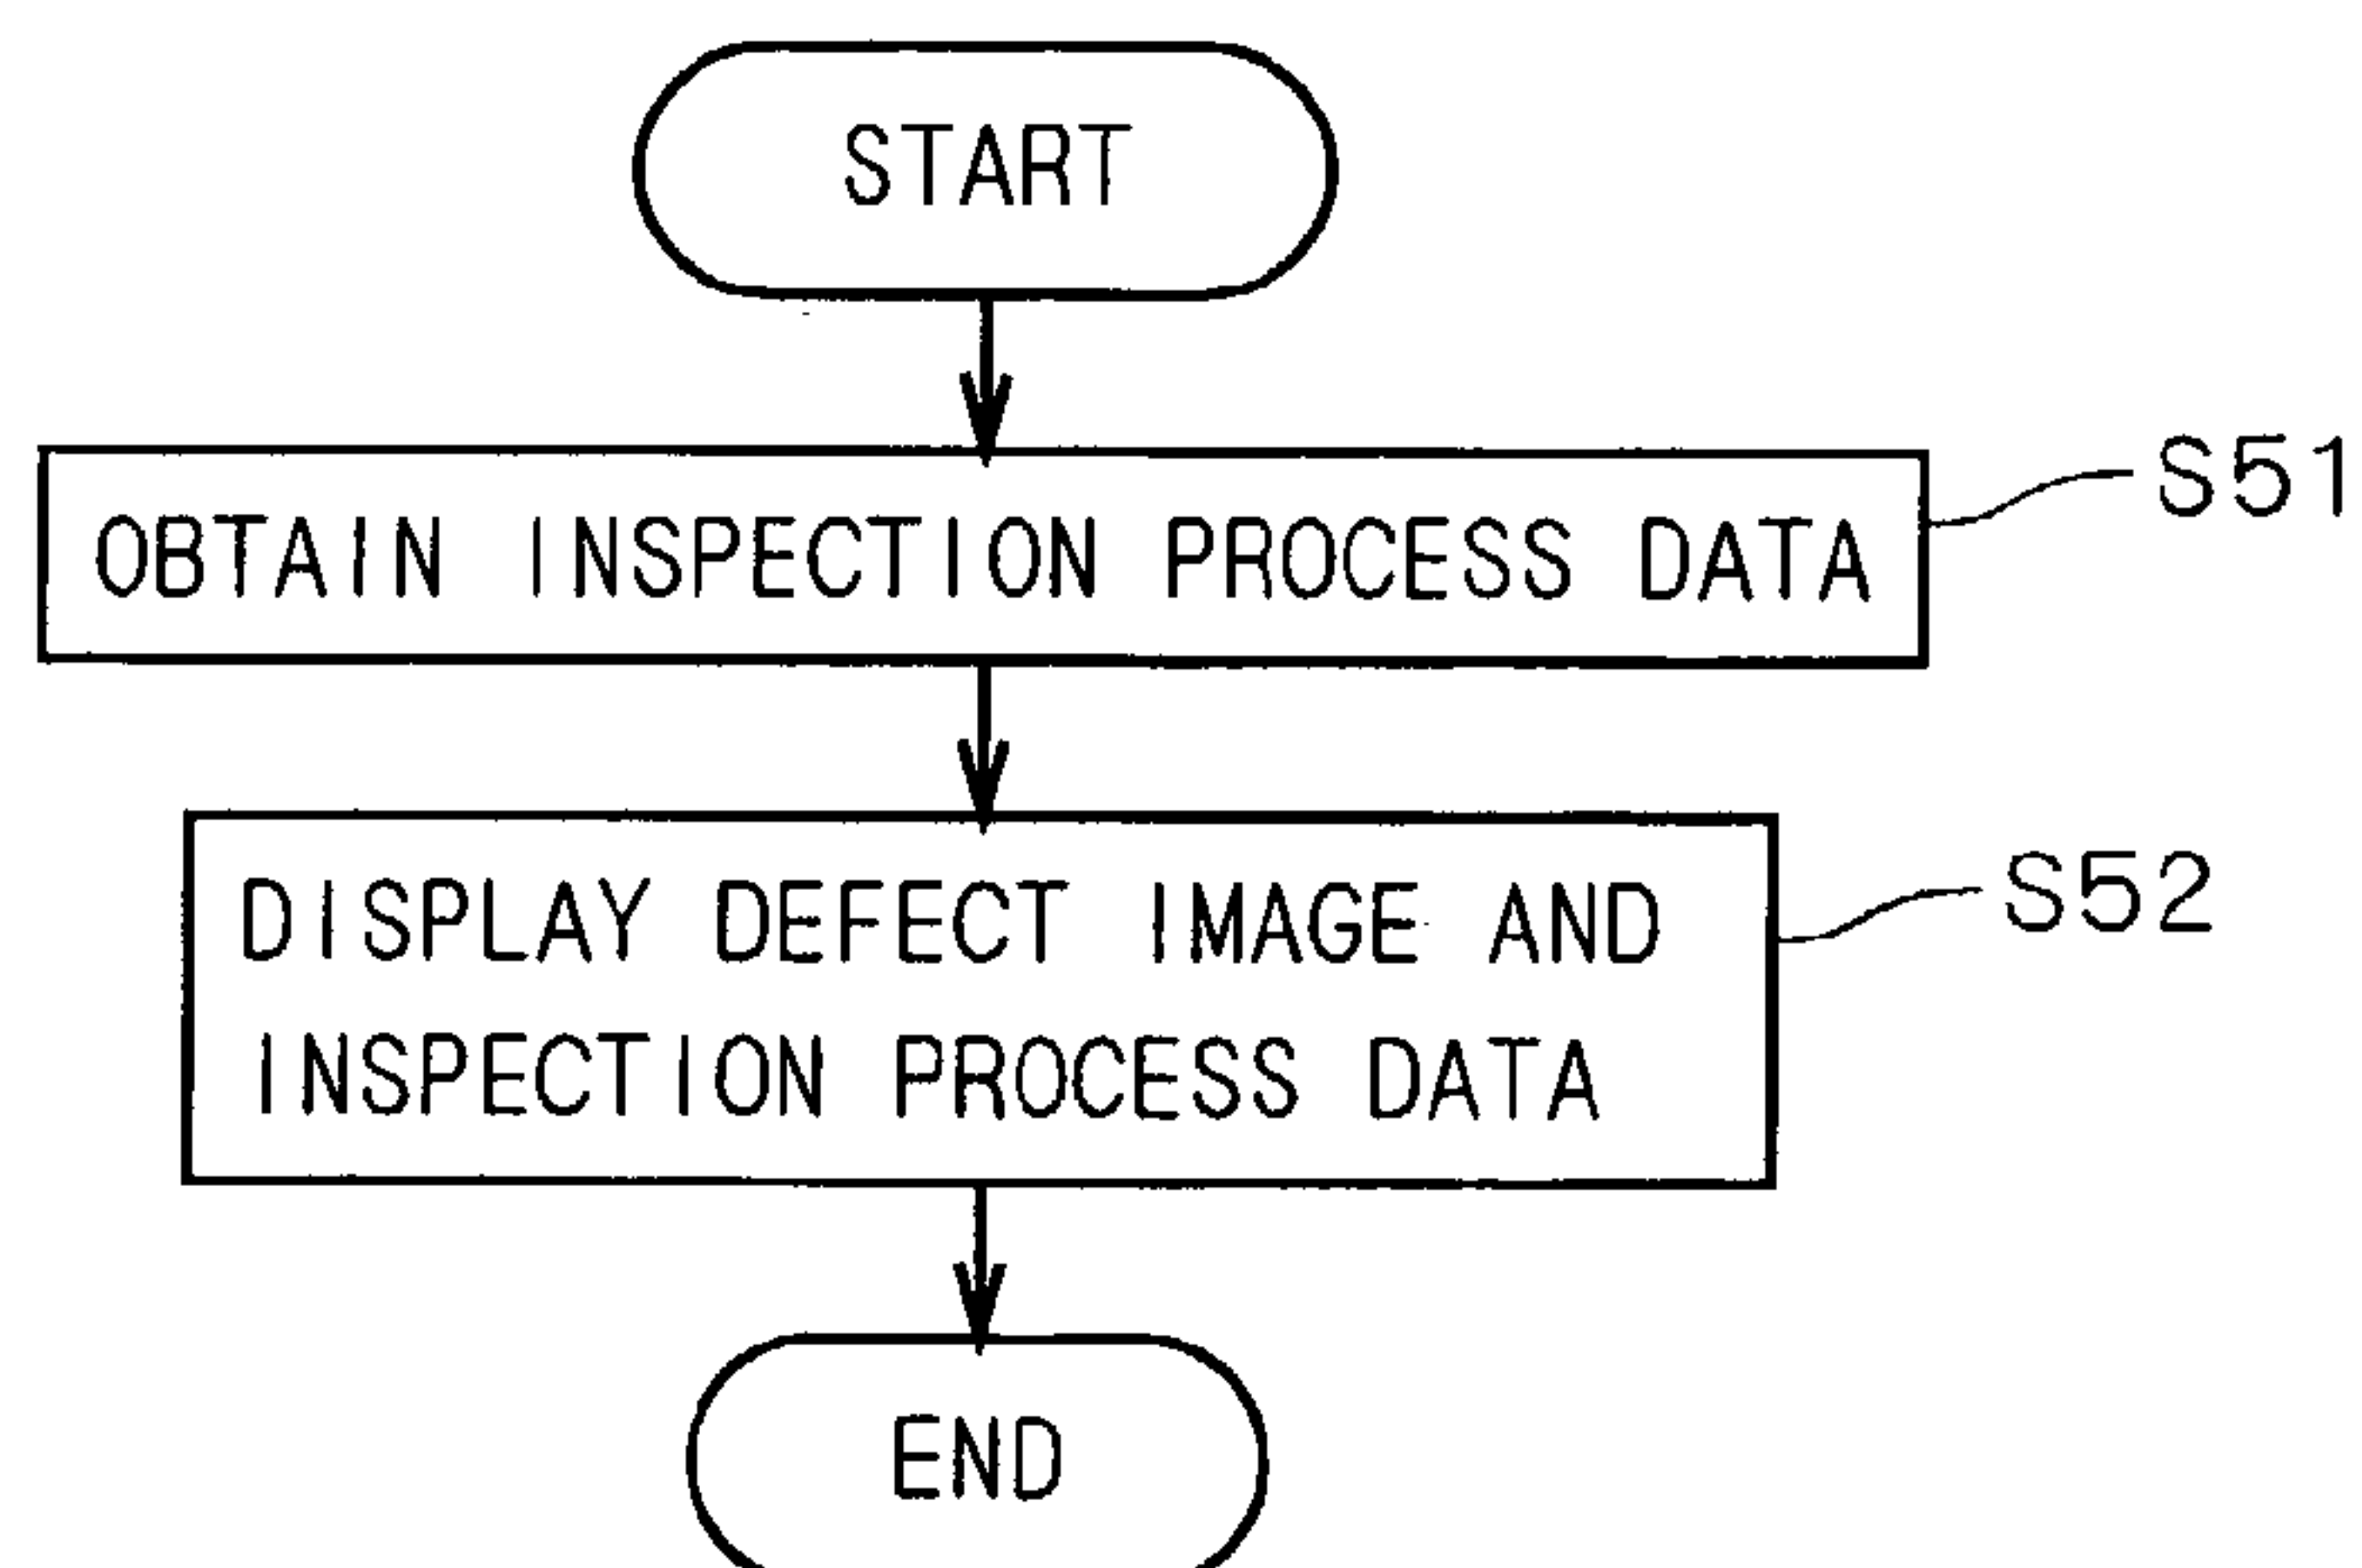 START
OBTAIN INSPECTION PROCESS DATA
S51
DISPLAY DEFECT IMAGE AND
S52
INSPECTION PROCESS DATA
END